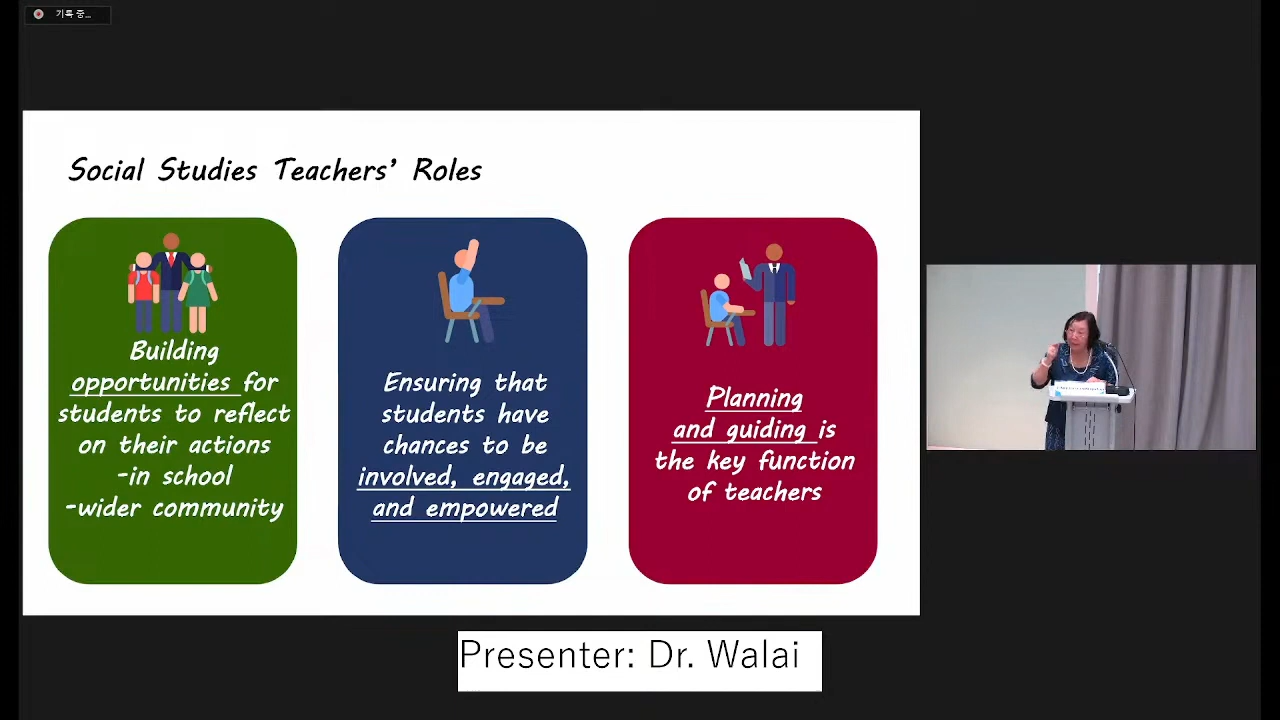 기록 중...
Social Studies Teachers' Roles
Building
opportunities for
students to reflect
on their actions
-in school
-wider community
Ensuring that
students have
chances to be
involved, engaged,
and empowered
Planning
and guiding is
the key function
of teachers
Presenter: Dr. Walai